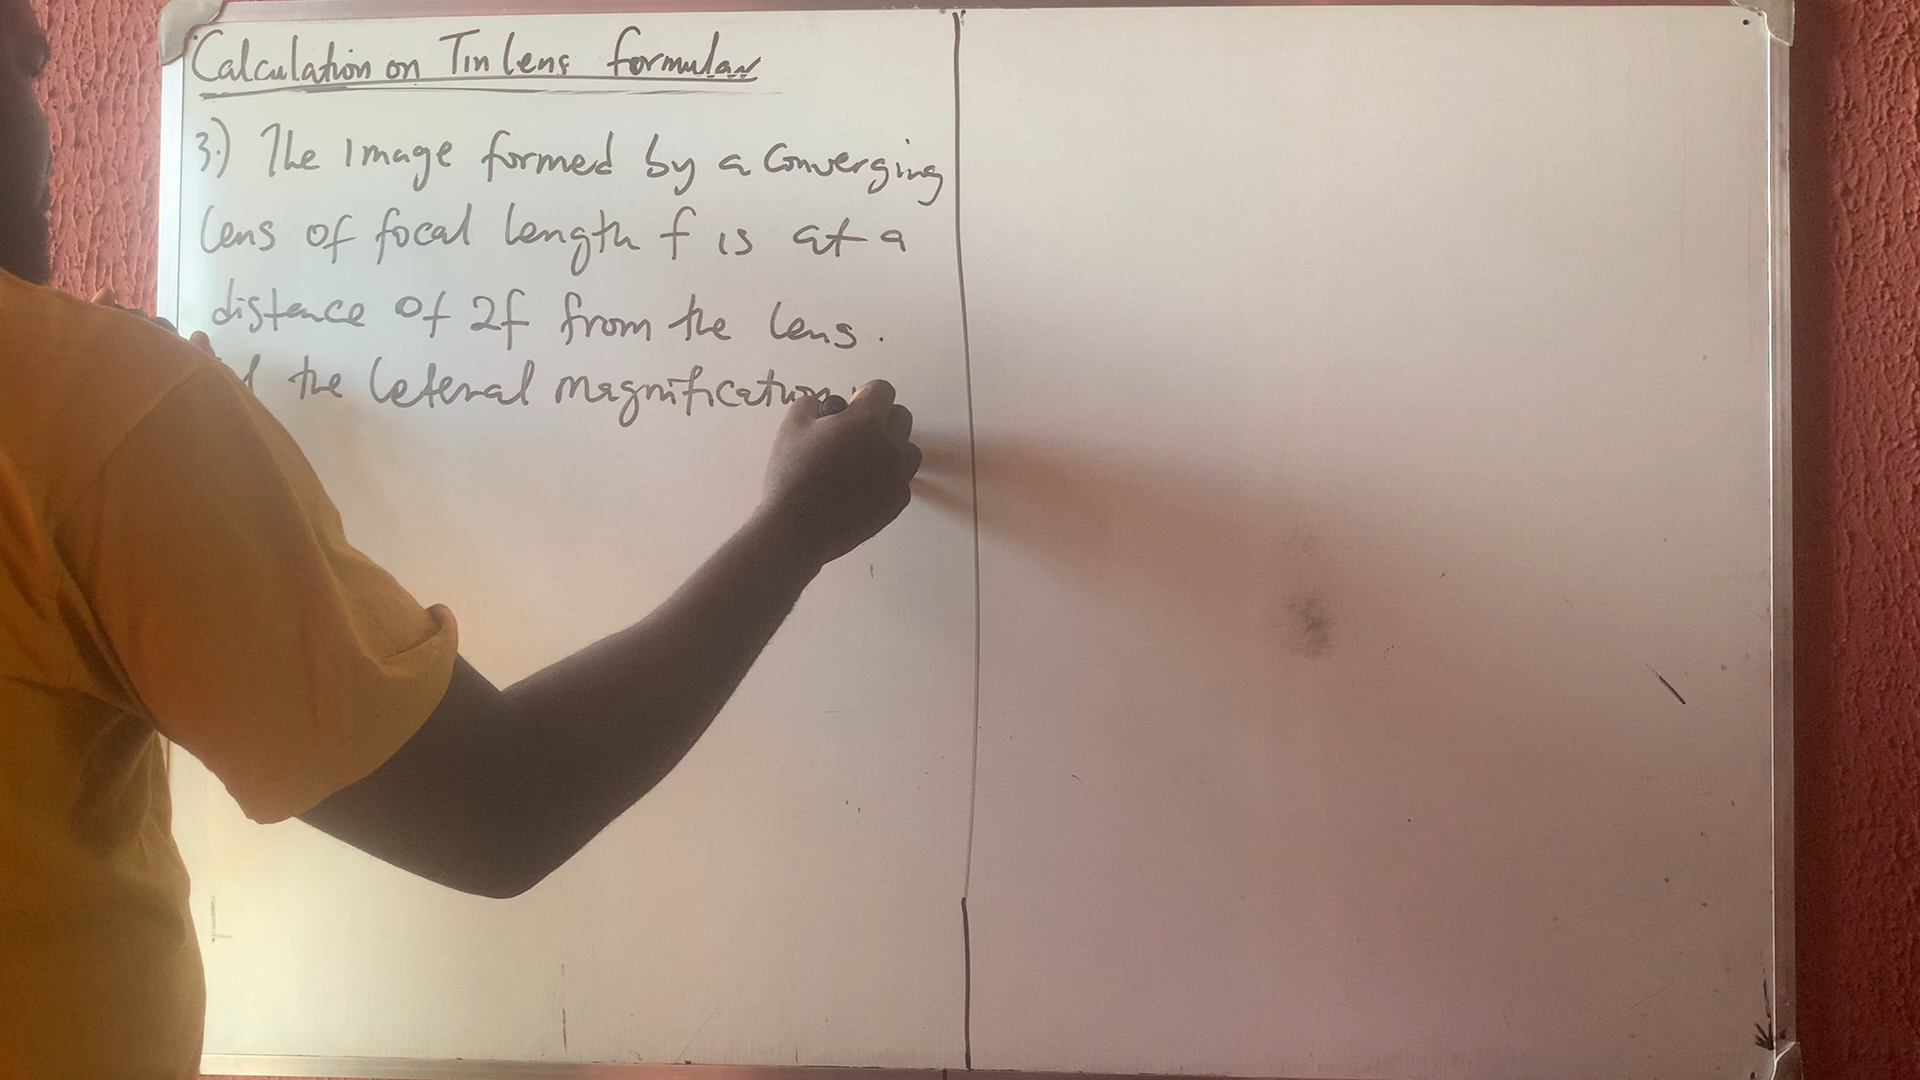 Calculation on Tin lens formulas
3.) The Image formed by a Converging
lens of focal length f is at a
distance of 2f from the lens.
the leteral magnification